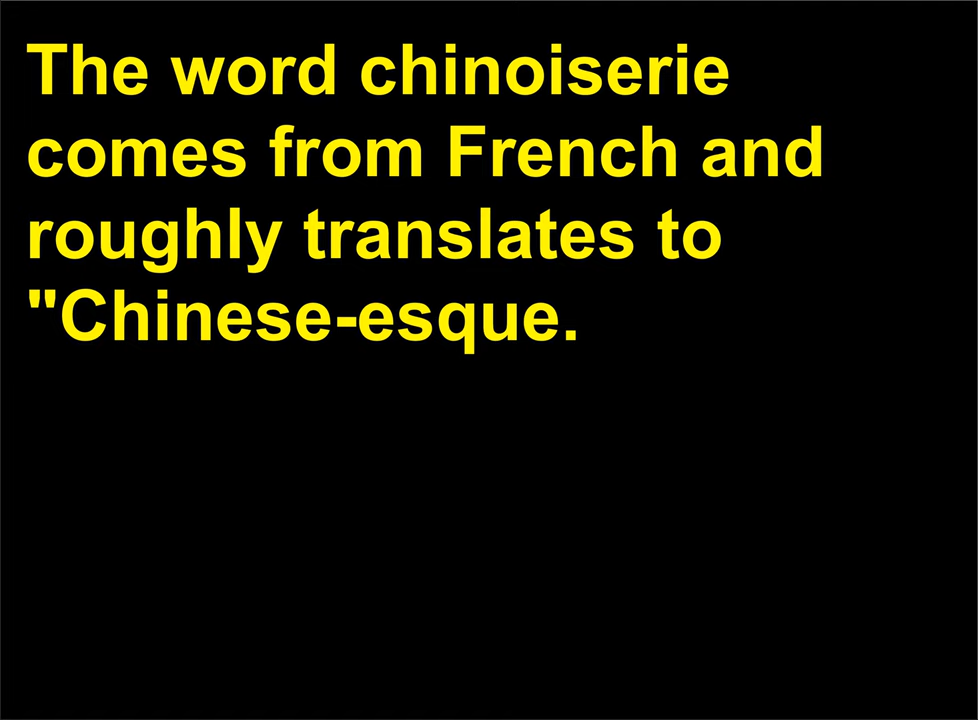 The word chinoiserie
comes from French and
roughly translates to
"Chinese-esque.